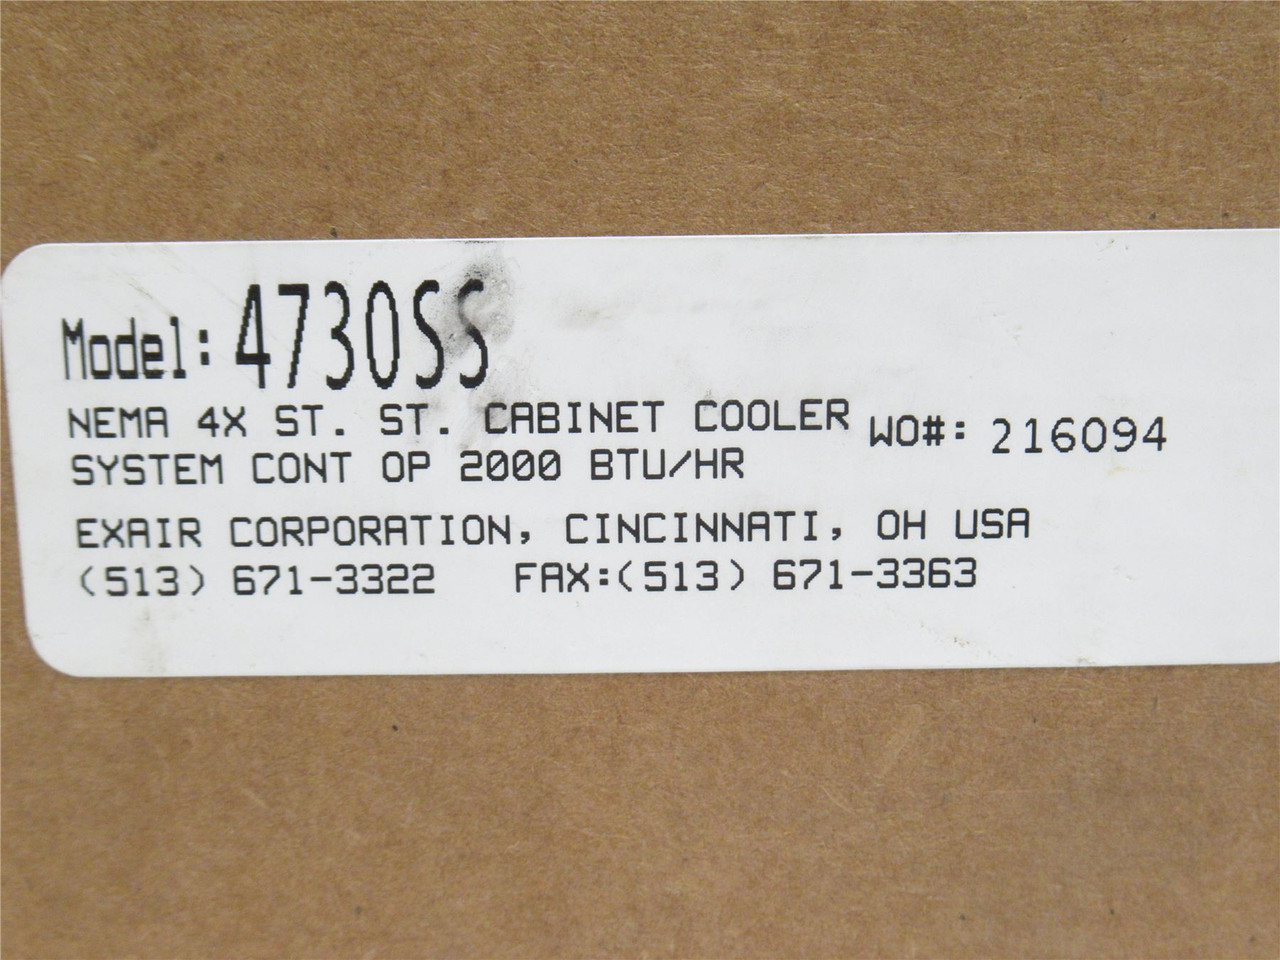 Model: 4730SS
NEMA 4X ST. ST. CABINET COOLER WO#: 216094
SYSTEM CONT OP 2000 BTU/HR
EXAIR CORPORATION, CINCINNATI, OH USA
(513) 671-3322 FAX:(513) 671-3363